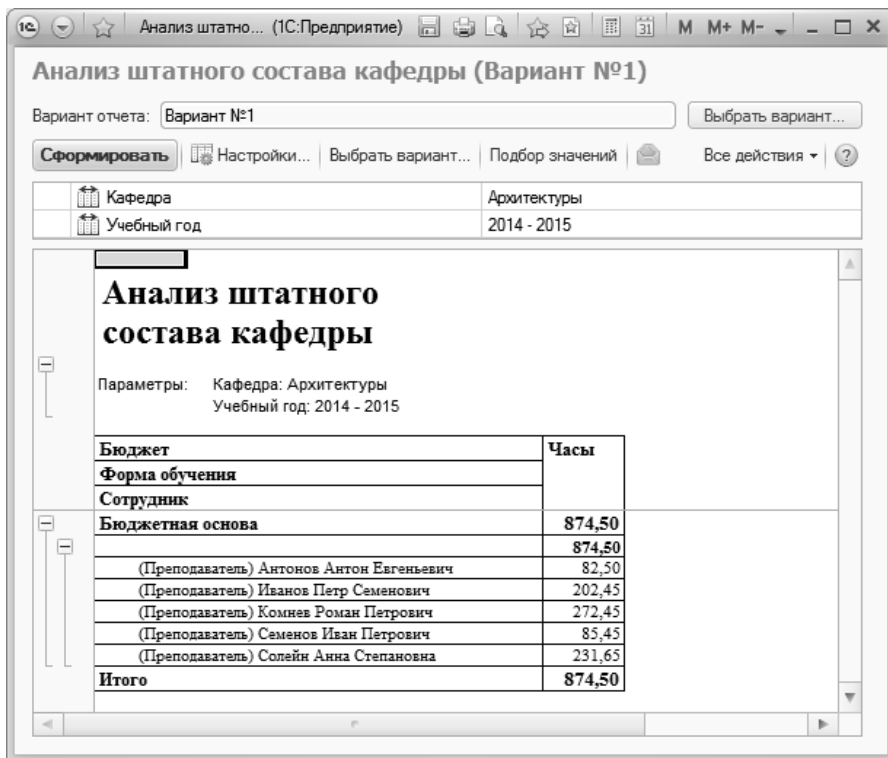 Анализ штатно... (1С:Предприятие) 31 M M+ M-
Анализ штатного состава кафедры (Вариант №1)
Вариант отчета: Вариант №1 Выбрать вариант...
Сформировать Настройки... Выбрать вариант... Подбор значений Все действия ?
Кафедра Архитектуры
Учебный год 2014 - 2015
Анализ штатного
состава кафедры
Параметры: Кафедра: Архитектуры
Учебный год: 2014 - 2015
Бюджет Часы
Форма обучения
Сотрудник
Бюджетная основа 874,50
874,50
(Преподаватель) Антонов Антон Евгеньевич 82,50
(Преподаватель) Иванов Петр Семенович 202,45
(Преподаватель) Комнев Роман Петрович 272,45
(Преподаватель) Семенов Иван Петрович 85,45
(Преподаватель) Солейн Анна Степановна 231,65
Итого 874,50